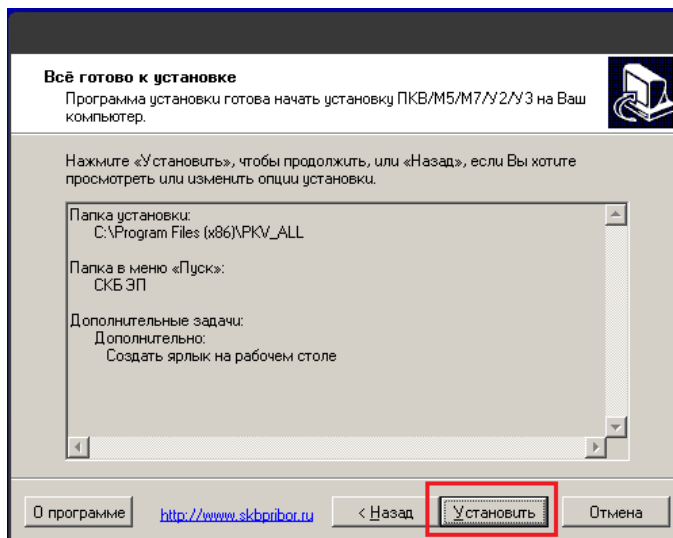 Всё готово к установке
Программа установки готова начать установку ПКВ/М5/М7/У2/У3 на Ваш
компьютер.
Нажмите «Установить», чтобы продолжить, или «Назад», если Вы хотите
просмотреть или изменить опции установки.
Папка установки:
C:\Program Files (x86)\PKV_ALL
Папка в меню «Пуск»:
СКБ ЭП
Дополнительные задачи:
Дополнительно:
Создать ярлык на рабочем столе
О программе
http://www.skbpribor.ru
< Назад
Установить
Отмена